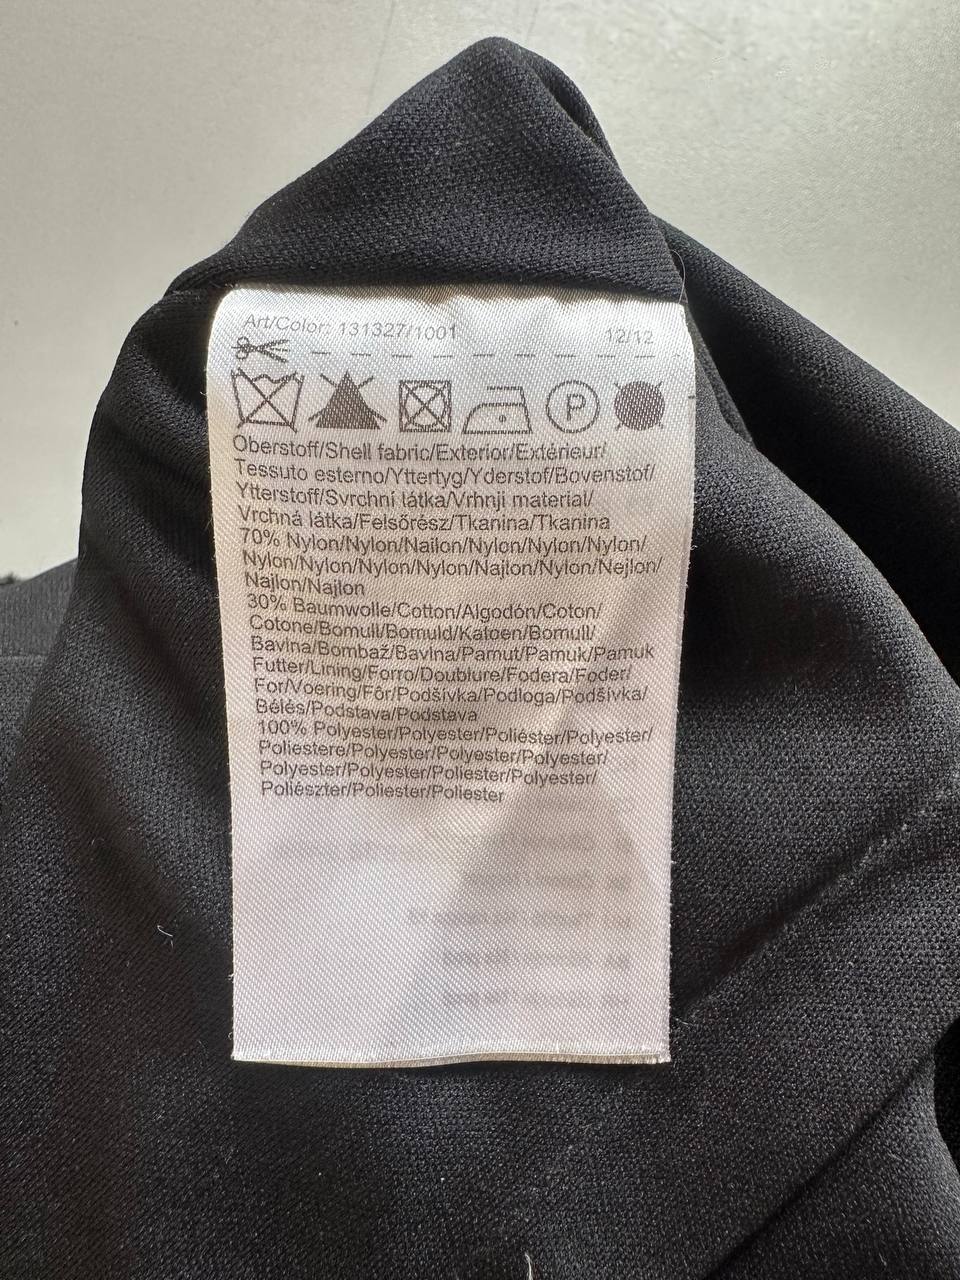 Art/Color: 131327/1001 12/12
P
Oberstoff/Shell fabric/Exterior/Extérieur/
Tessuto esterno/Yttertyg/Yderstof/Bovenstof/
Ytterstoff/Svrchni látka/Vrhnji material/
Vrchná látka/Felsőrész/Tkanina/Tkanina
70% Nylon/Nylon/Nailon/Nylon/Nylon/Nylon/
Nylon/Nylon/Nylon/Nylon/Najlon/Nylon/Nejlon/
Najlon/Najlon
30% Baumwolle/Cotton/Algodón/Coton/
Cotone/Bomull/Bomuld/Katoen/Bomull/
Bavlna/Bombaž/Bavlna/Pamut/Pamuk/Pamuk
Futter/Lining/Forro/Doublure/Fodera/Foder/
For/Voering/Fôr/Podšívka/Podloga/Podšívka/
Bélés/Podstava/Podstava
100% Polyester/Polyester/Poliéster/Polyester/
Poliestere/Polyester/Polyester/Polyester/
Polyester/Polyester/Poliester/Polyester/
Poliészter/Poliester/Poliester